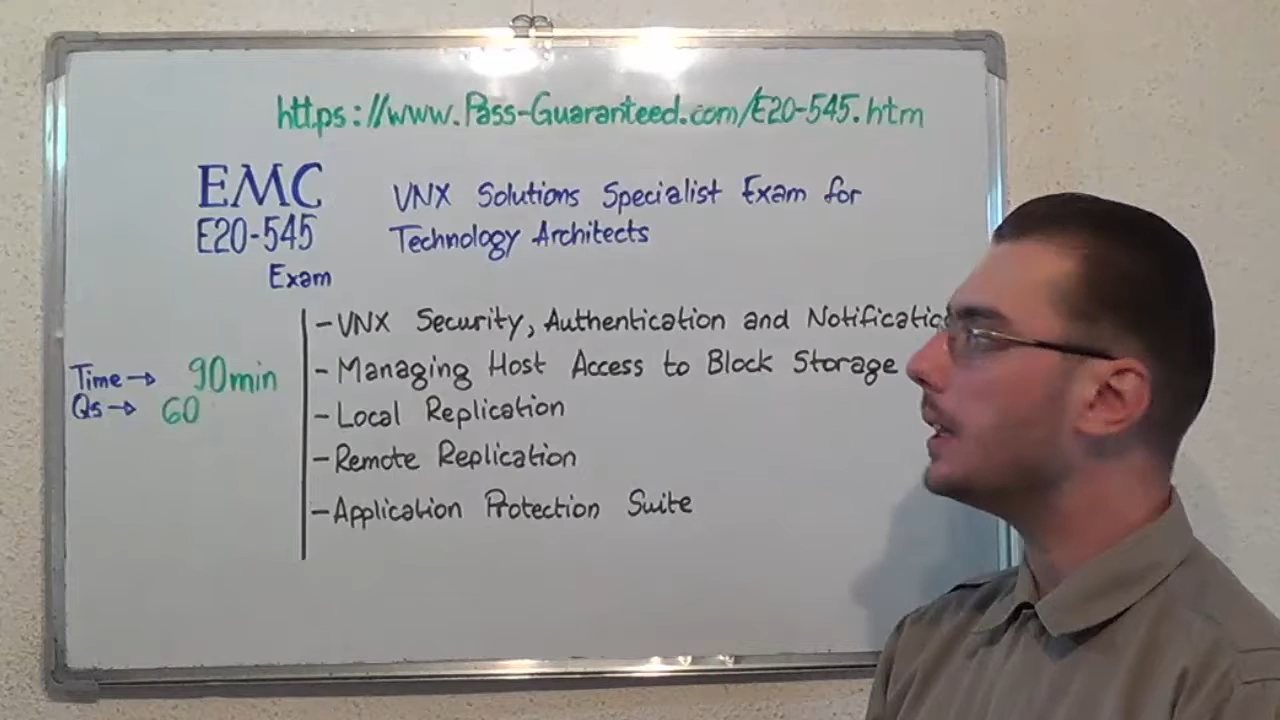 https://www.Pass-Guaranteed.com/E20-545.htm
EMC
E20-545
Exam
VNX Solutions Specialist Exam for
Technology Architects
Time → 90min
Qs → 60
- VNX Security, Authentication and Notificatio
- Managing Host Access to Block Storage
- Local Replication
- Remote Replication
- Application Protection Suite